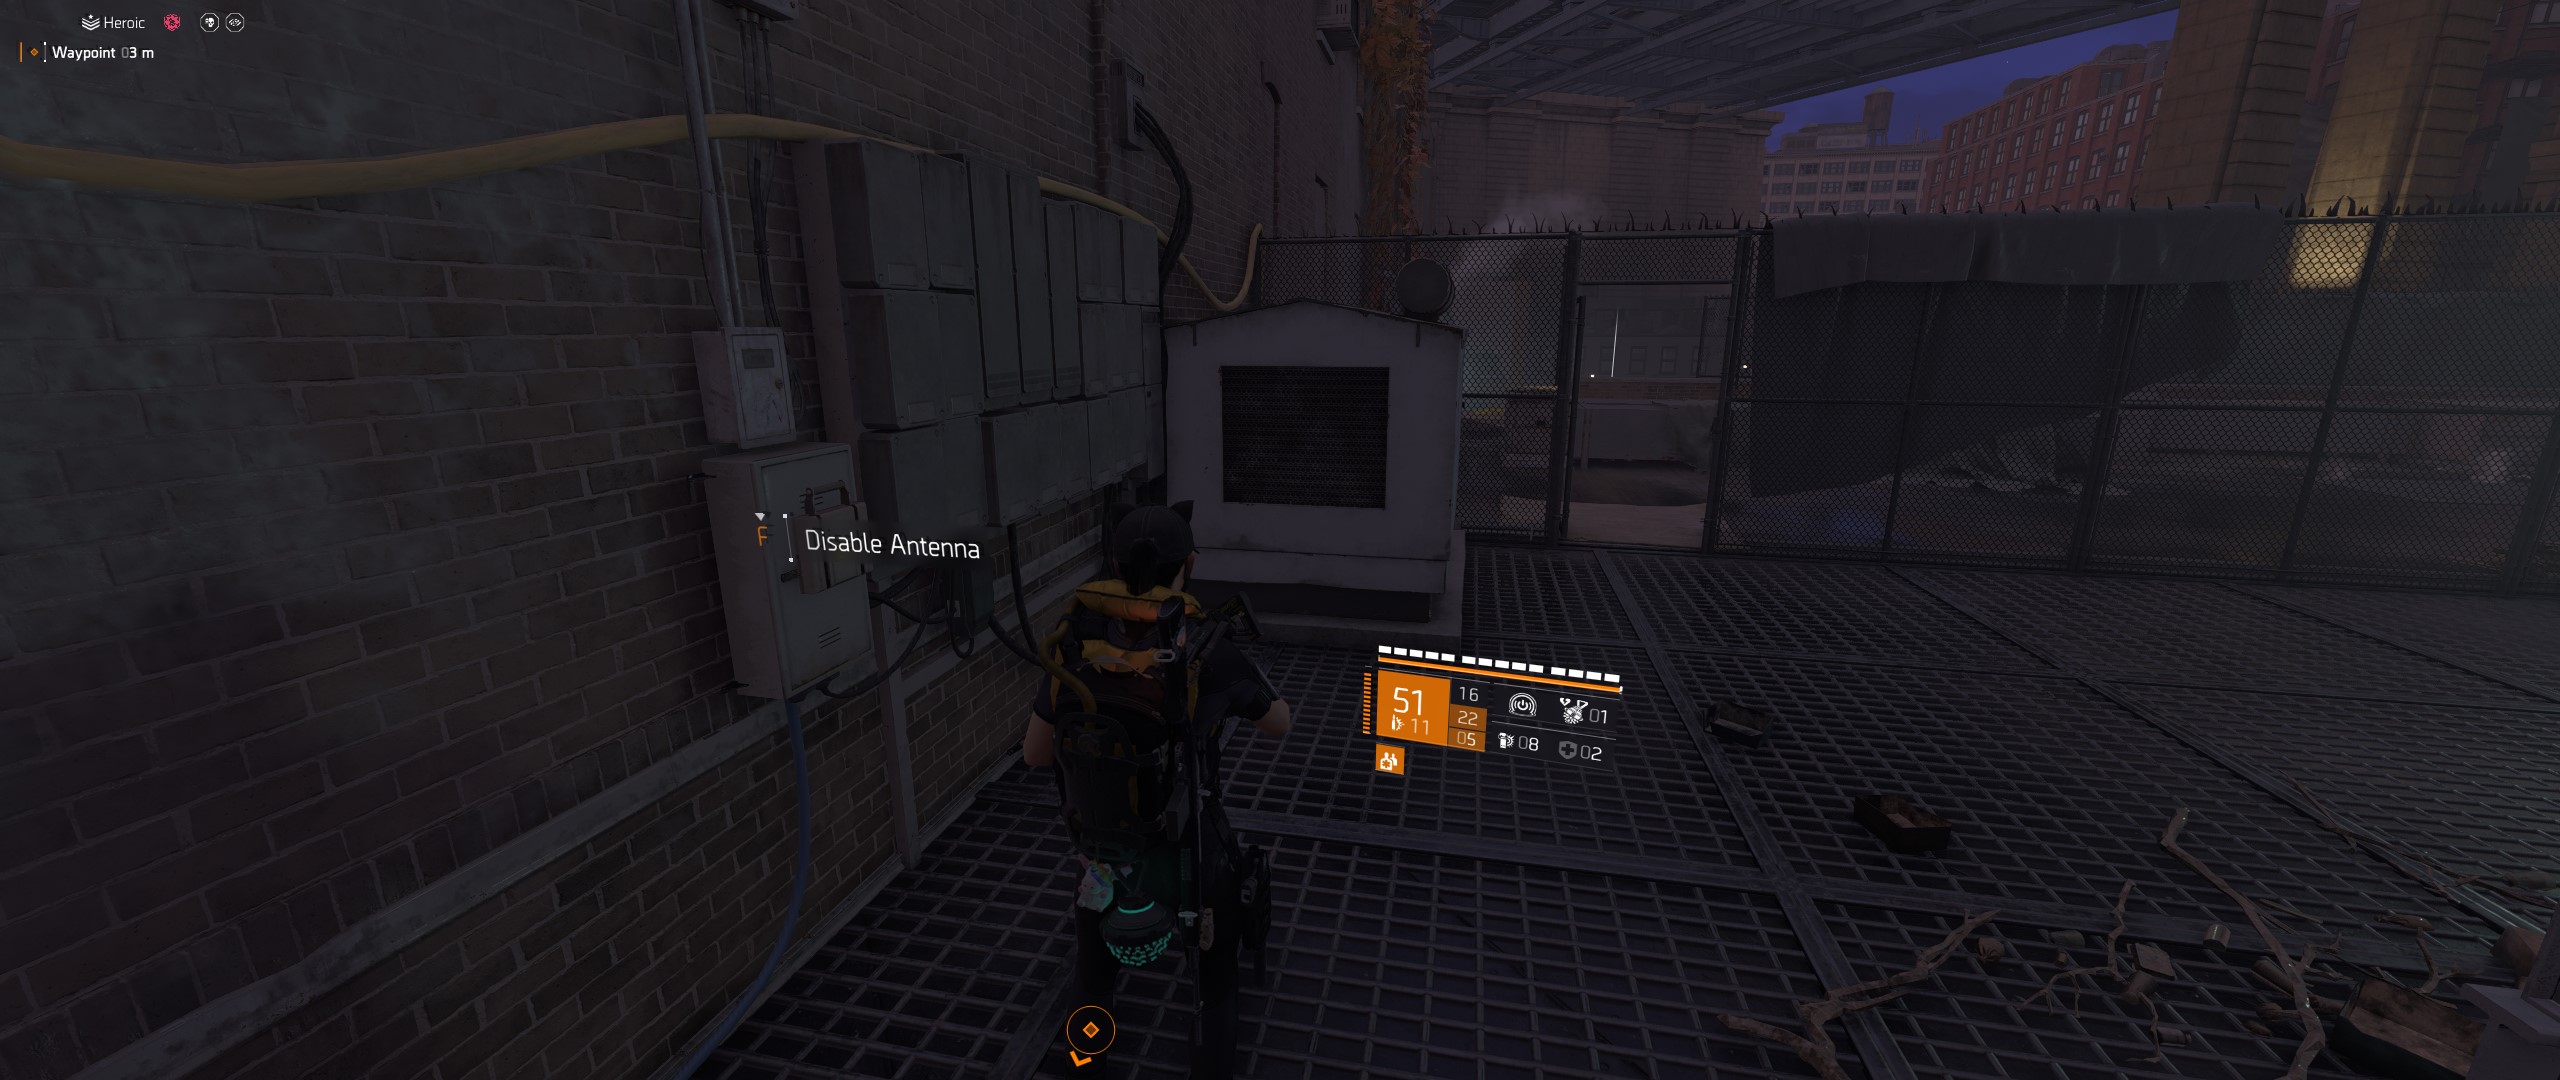 Heroic
Waypoint 03 m
F
Disable Antenna
51
11
16
22
05
01
08
02